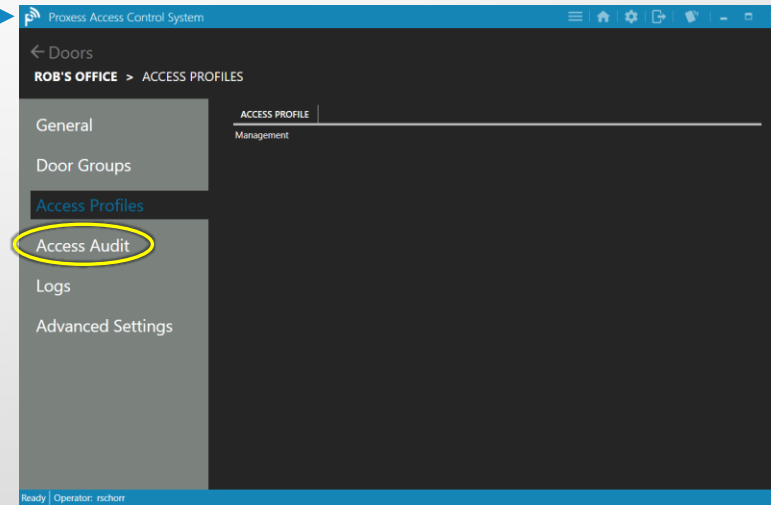 Proxess Access Control System
Doors
ROB'S OFFICE > ACCESS PROFILES
General
Door Groups
Access Profiles
Access Audit
Logs
Advanced Settings
ACCESS PROFILE
Management
Ready Operator: rschorr